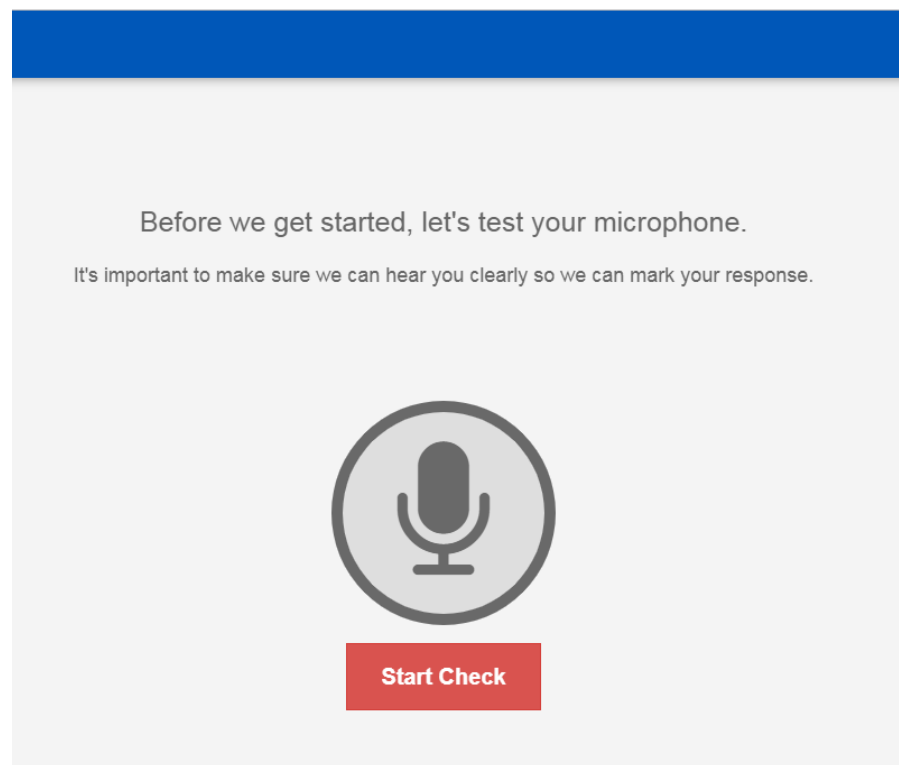 Before we get started, let's test your microphone.
It's important to make sure we can hear you clearly so we can mark your response.
Start Check